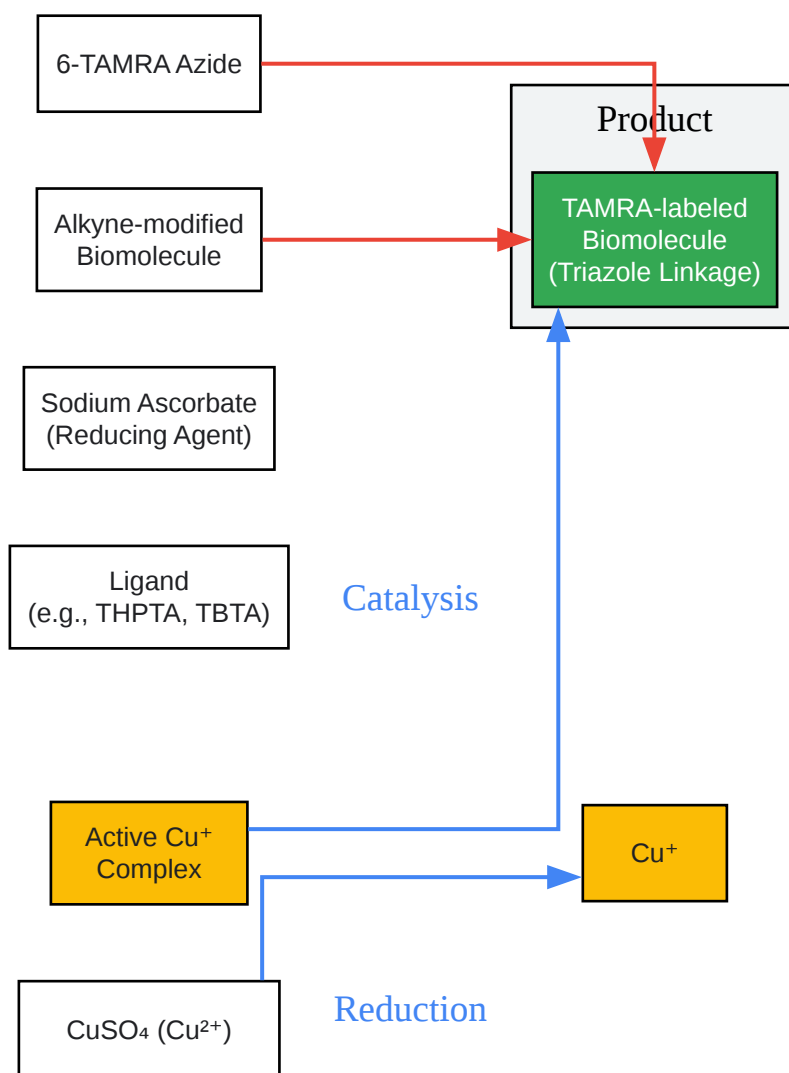 6-TAMRA Azide
Product
Alkyne-modified
Biomolecule
TAMRA-labeled
Biomolecule
(Triazole Linkage)
Sodium Ascorbate
(Reducing Agent)
Ligand
(e.g., THPTA, TBTA)
Catalysis
Active Cu⁺
Complex
Cu⁺
Reduction
CuSO₄ (Cu²⁺)